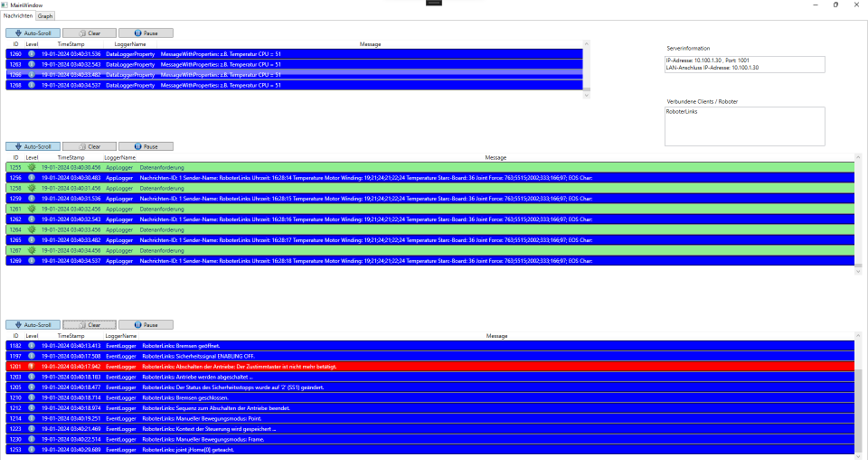 MainWindow
Nachrichten Graph
Auto-Scroll Clear Pause
ID Level TimeStamp LoggerName Message
1260 19-01-2024 03:40:31.536 DataLoggerProperty MessageWithProperties: z.B. Temperatur CPU = 51
1263 19-01-2024 03:40:32.543 DataLoggerProperty MessageWithProperties: z.B. Temperatur CPU = 51
1266 19-01-2024 03:40:33.482 DataLoggerProperty MessageWithProperties: z.B. Temperatur CPU = 51
1268 19-01-2024 03:40:34.537 DataLoggerProperty MessageWithProperties: z.B. Temperatur CPU = 51
Serverinformation
IP-Adresse: 10.100.1.30 , Port: 1001
LAN-Anschluss IP-Adresse: 10.100.1.30
Verbundene Clients / Roboter
RoboterLinks
Auto-Scroll Clear Pause
ID Level TimeStamp LoggerName Message
1255 19-01-2024 03:40:30.456 AppLogger Datenanforderung
1256 19-01-2024 03:40:30.483 AppLogger Nachrichten-ID: 1 Sender-Name: RoboterLinks Uhrzeit: 16:28:14 Temperature Motor Winding: 19;21;24;21;22;24 Temperature Starc-Board: 36 Joint Force: 763;5515;2002;333;166;97; EOS Char:
1258 19-01-2024 03:40:31.456 AppLogger Datenanforderung
1259 19-01-2024 03:40:31.536 AppLogger Nachrichten-ID: 1 Sender-Name: RoboterLinks Uhrzeit: 16:28:15 Temperature Motor Winding: 19;21;24;21;22;24 Temperature Starc-Board: 36 Joint Force: 763;5515;2002;333;166;97; EOS Char:
1261 19-01-2024 03:40:32.456 AppLogger Datenanforderung
1262 19-01-2024 03:40:32.543 AppLogger Nachrichten-ID: 1 Sender-Name: RoboterLinks Uhrzeit: 16:28:16 Temperature Motor Winding: 19;21;24;21;22;24 Temperature Starc-Board: 36 Joint Force: 763;5515;2002;333;166;97; EOS Char:
1264 19-01-2024 03:40:33.456 AppLogger Datenanforderung
1265 19-01-2024 03:40:33.482 AppLogger Nachrichten-ID: 1 Sender-Name: RoboterLinks Uhrzeit: 16:28:17 Temperature Motor Winding: 19;21;24;21;22;24 Temperature Starc-Board: 36 Joint Force: 763;5515;2002;333;166;97; EOS Char:
1267 19-01-2024 03:40:34.456 AppLogger Datenanforderung
1269 19-01-2024 03:40:34.537 AppLogger Nachrichten-ID: 1 Sender-Name: RoboterLinks Uhrzeit: 16:28:18 Temperature Motor Winding: 19;21;24;21;22;24 Temperature Starc-Board: 36 Joint Force: 763;5515;2002;333;166;97; EOS Char:
Auto-Scroll Clear Pause
ID Level TimeStamp LoggerName Message
1182 19-01-2024 03:40:13.413 EventLogger RoboterLinks: Bremsen geöffnet.
1197 19-01-2024 03:40:17.508 EventLogger RoboterLinks: Sicherheitssignal ENABLING OFF.
1201 19-01-2024 03:40:17.942 EventLogger RoboterLinks: Abschalten der Antriebe: Der Zustimmtaster ist nicht mehr betätigt.
1203 19-01-2024 03:40:18.183 EventLogger RoboterLinks: Antriebe werden abgeschaltet ...
1205 19-01-2024 03:40:18.477 EventLogger RoboterLinks: Der Status des Sicherheitsstopps wurde auf '2' (SS1) geändert.
1210 19-01-2024 03:40:18.714 EventLogger RoboterLinks: Bremsen geschlossen.
1212 19-01-2024 03:40:18.974 EventLogger RoboterLinks: Sequenz zum Abschalten der Antriebe beendet.
1214 19-01-2024 03:40:19.251 EventLogger RoboterLinks: Manueller Bewegungsmodus: Point.
1223 19-01-2024 03:40:21.469 EventLogger RoboterLinks: Kontext der Steuerung wird gespeichert ...
1230 19-01-2024 03:40:22.514 EventLogger RoboterLinks: Manueller Bewegungsmodus: Frame.
1253 19-01-2024 03:40:29.689 EventLogger RoboterLinks: joint jHome[0] geteacht.